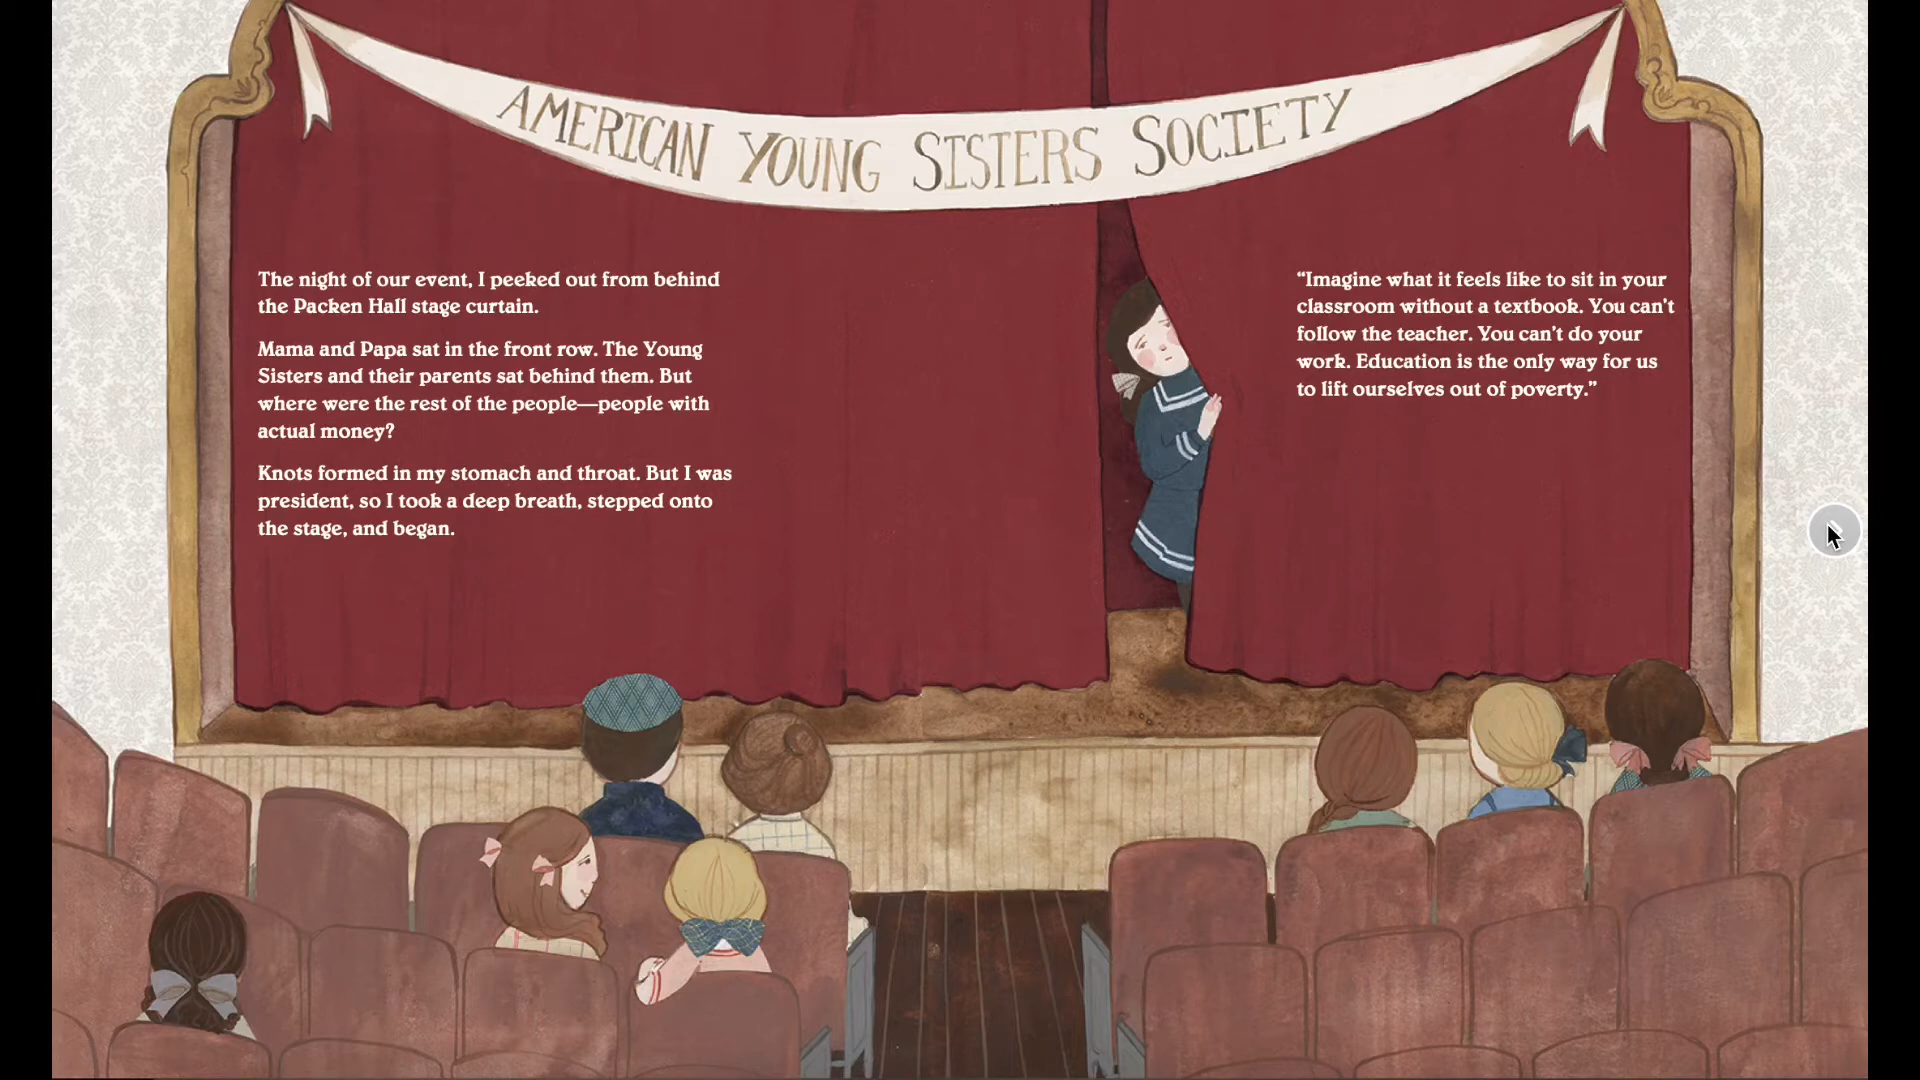 AMERICAN YOUNG SISTERS SOCIETY
The night of our event, I peeked out from behind
the Packen Hall stage curtain.
Mama and Papa sat in the front row. The Young
Sisters and their parents sat behind them. But
where were the rest of the people—people with
actual money?
Knots formed in my stomach and throat. But I was
president, so I took a deep breath, stepped onto
the stage, and began.
“Imagine what it feels like to sit in your
classroom without a textbook. You can’t
follow the teacher. You can’t do your
work. Education is the only way for us
to lift ourselves out of poverty.”